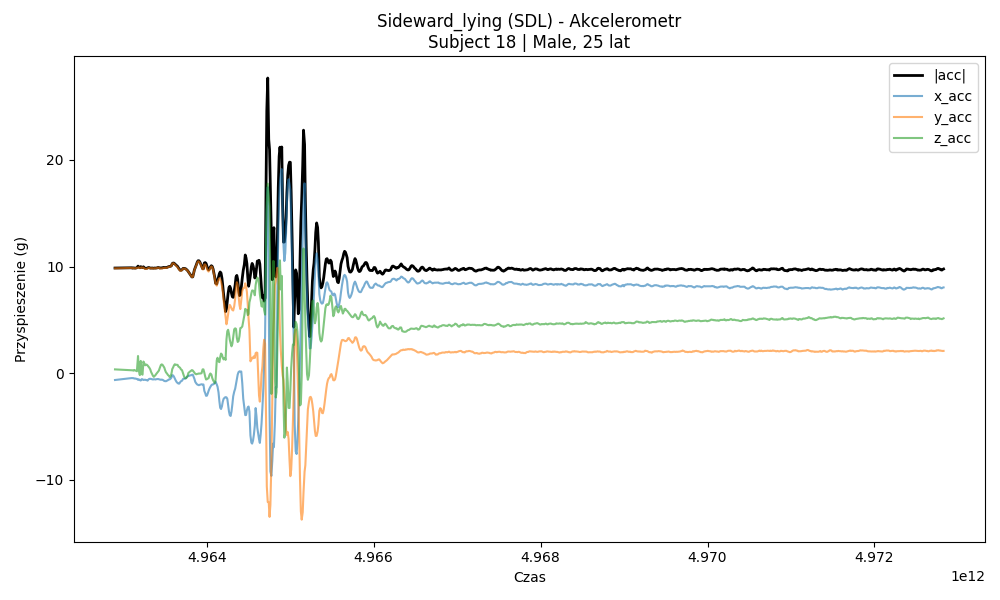 Sideward_lying (SDL) - Akcelerometr
Subject 18 | Male, 25 lat
|acc|
x_acc
y_acc
z_acc
Przyspieszenie (g)
20
10
0
−10
4.964
4.966
4.968
4.970
4.972
1e12
Czas